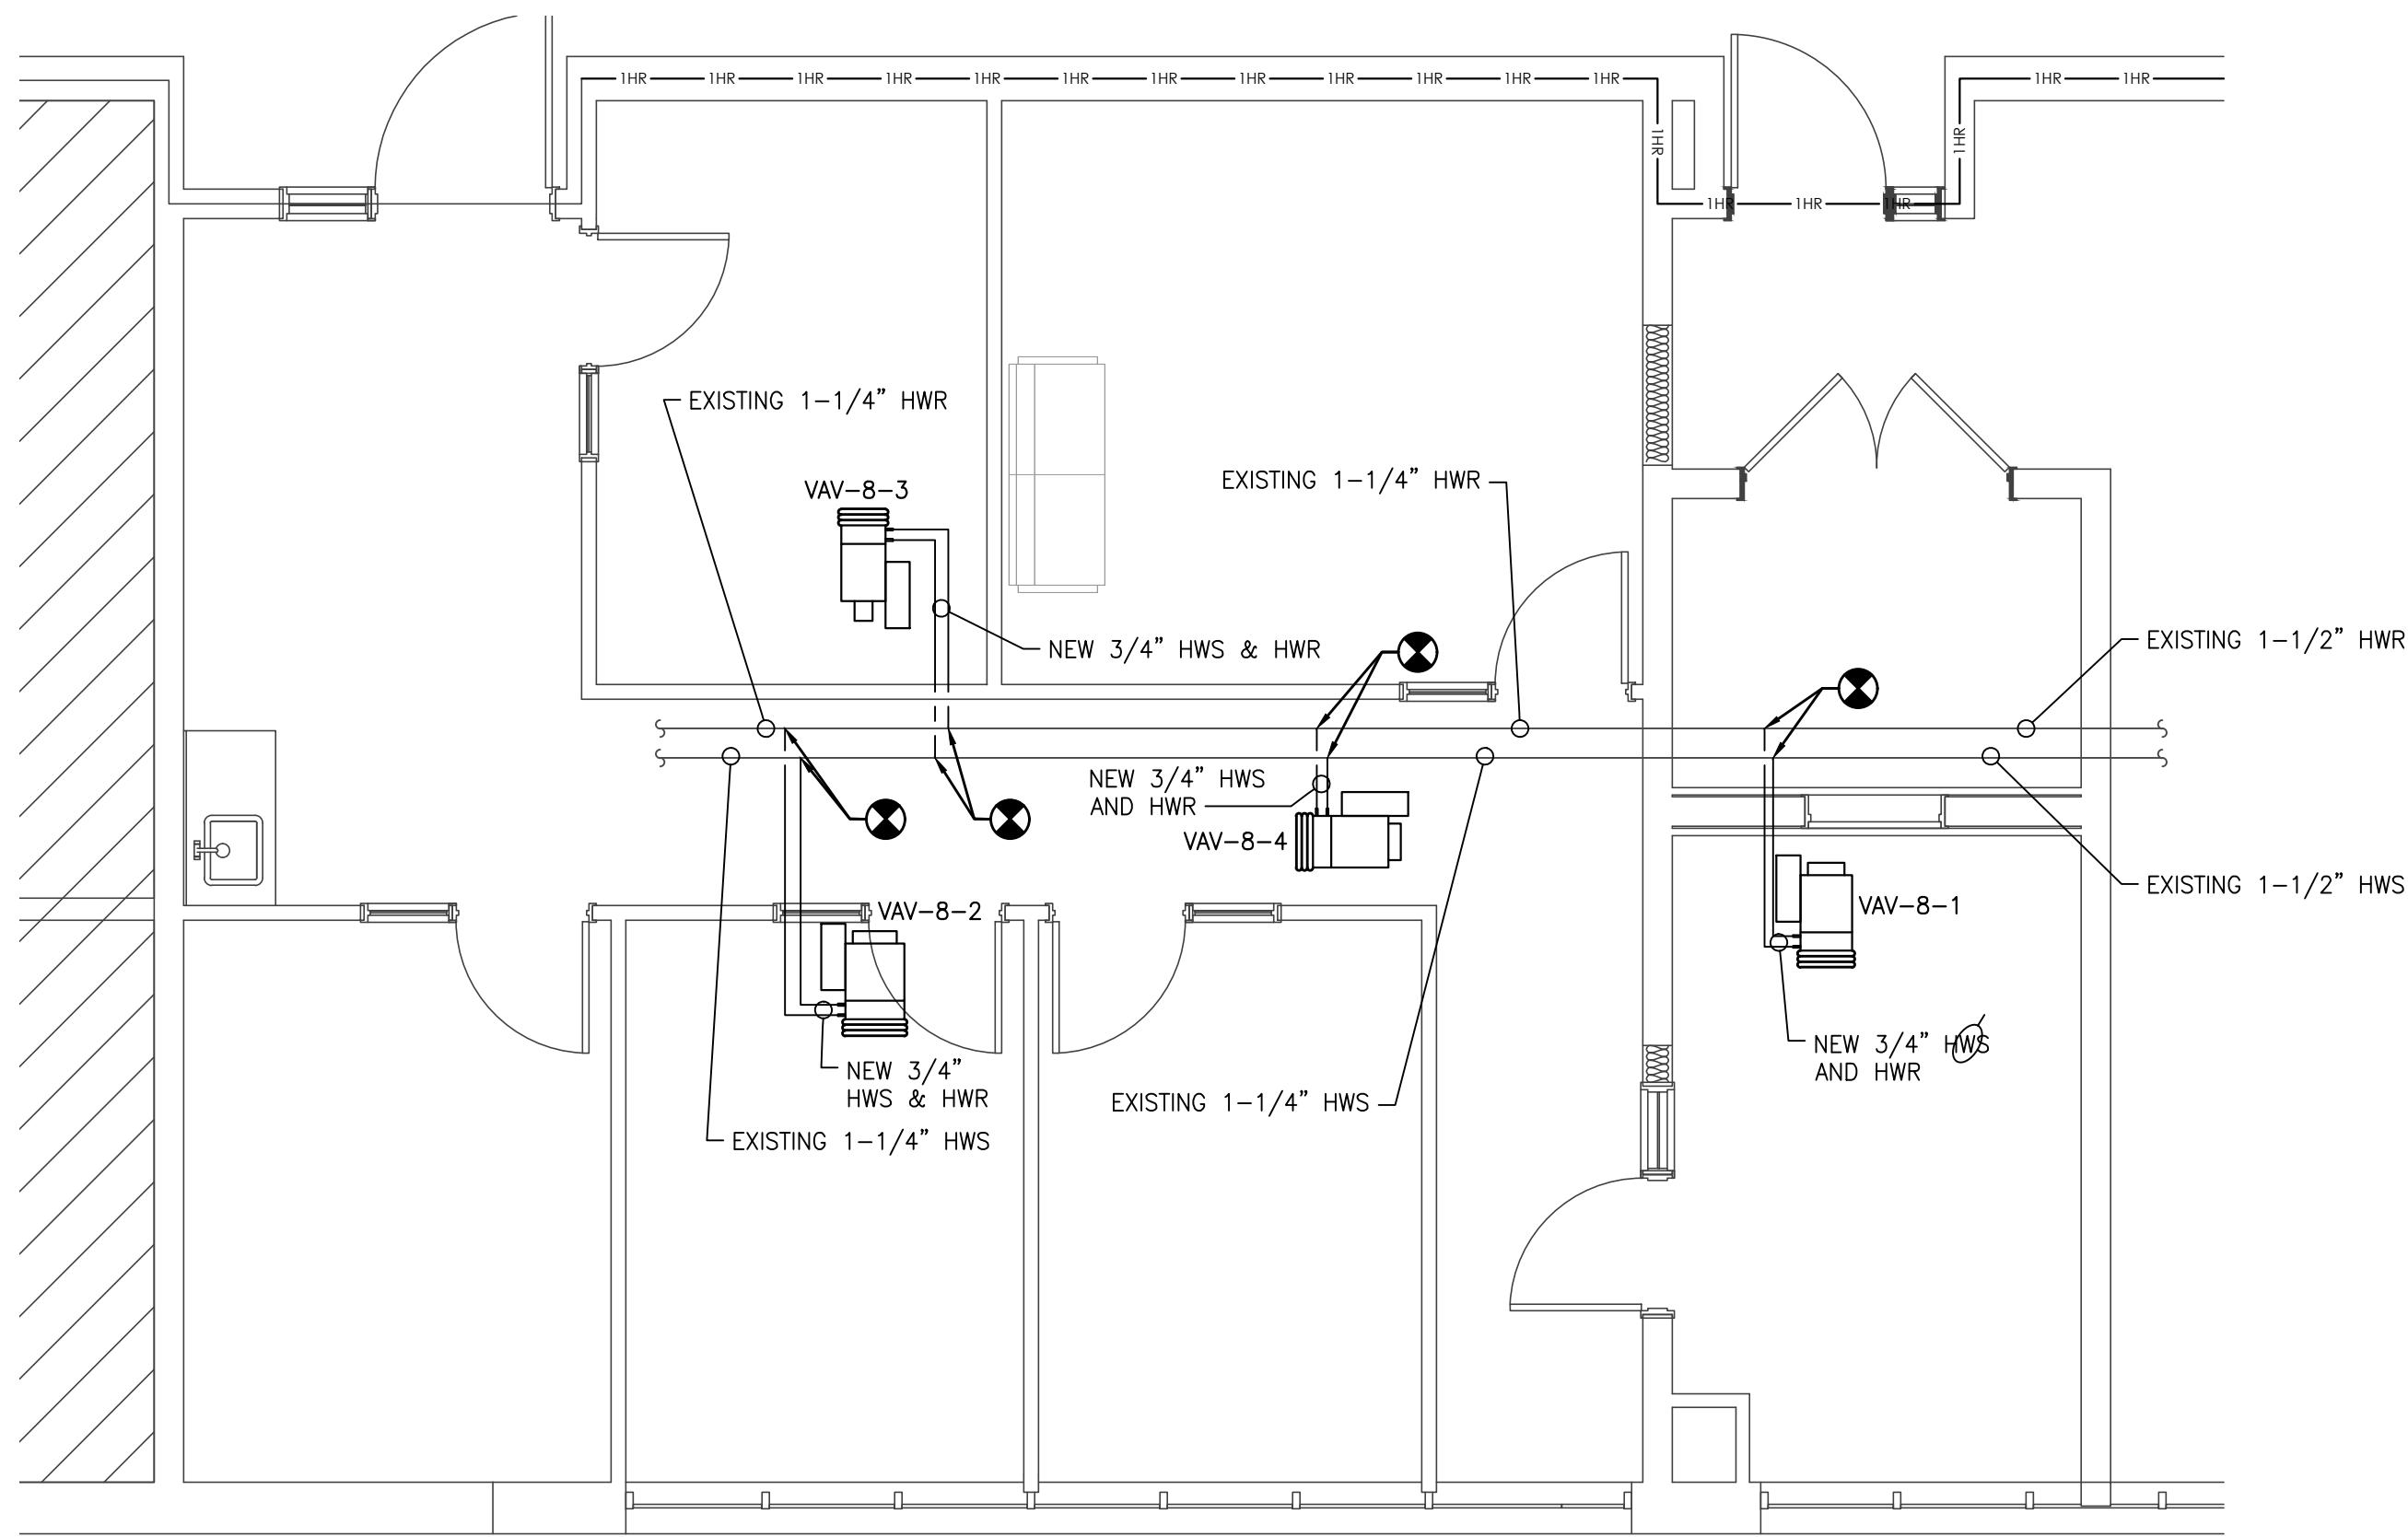 1HR 1HR 1HR 1HR 1HR 1HR 1HR 1HR 1HR 1HR 1HR 1HR 1HR 1HR
1HR 1HR
1HR 1HR 1HR
EXISTING 1-1/4" HWR
EXISTING 1-1/4" HWR
VAV-8-3
NEW 3/4" HWS & HWR
EXISTING 1-1/2" HWR
NEW 3/4" HWS
AND HWR
VAV-8-4
EXISTING 1-1/2" HWS
VAV-8-2
VAV-8-1
NEW 3/4" HWS
AND HWR
NEW 3/4"
HWS & HWR
EXISTING 1-1/4" HWS
EXISTING 1-1/4" HWS